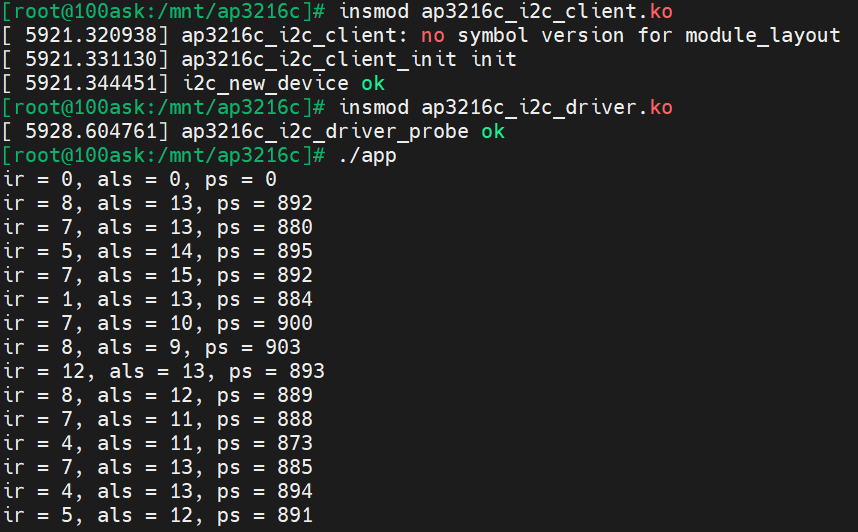 [root@100ask:/mnt/ap3216c]# insmod ap3216c_i2c_client.ko
[ 5921.320938] ap3216c_i2c_client: no symbol version for module_layout
[ 5921.331130] ap3216c_i2c_client_init init
[ 5921.344451] i2c_new_device ok
[root@100ask:/mnt/ap3216c]# insmod ap3216c_i2c_driver.ko
[ 5928.604761] ap3216c_i2c_driver_probe ok
[root@100ask:/mnt/ap3216c]# ./app
ir = 0, als = 0, ps = 0
ir = 8, als = 13, ps = 892
ir = 7, als = 13, ps = 880
ir = 5, als = 14, ps = 895
ir = 7, als = 15, ps = 892
ir = 1, als = 13, ps = 884
ir = 7, als = 10, ps = 900
ir = 8, als = 9, ps = 903
ir = 12, als = 13, ps = 893
ir = 8, als = 12, ps = 889
ir = 7, als = 11, ps = 888
ir = 4, als = 11, ps = 873
ir = 7, als = 13, ps = 885
ir = 4, als = 13, ps = 894
ir = 5, als = 12, ps = 891